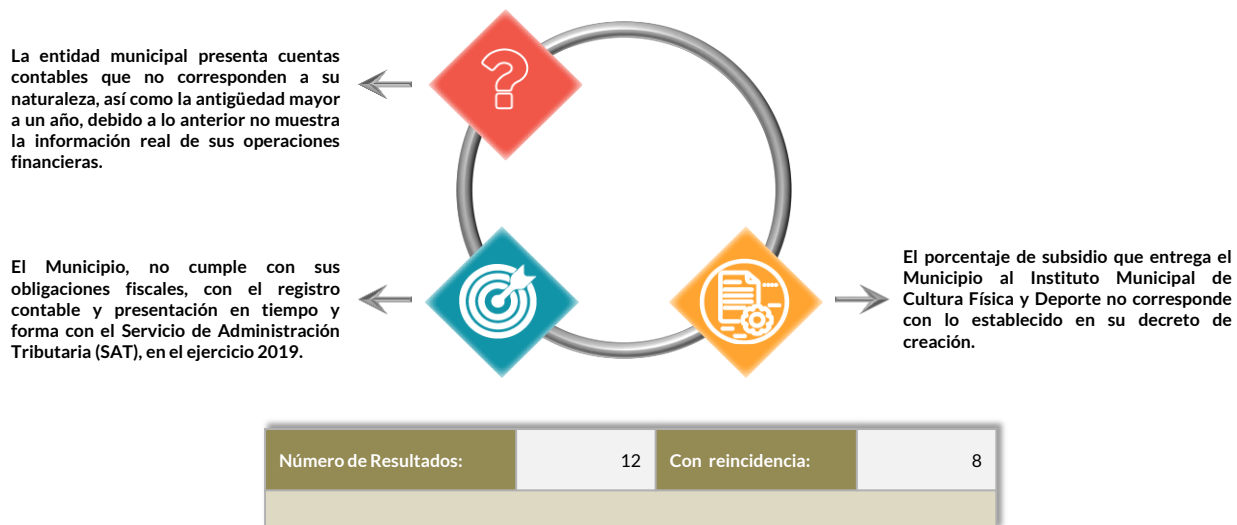 La entidad municipal presenta cuentas
contables que no corresponden a su
naturaleza, así como la antigüedad mayor
a un año, debido a lo anterior no muestra
la información real de sus operaciones
financieras.
El Municipio, no cumple con sus
obligaciones fiscales, con el registro
contable y presentación en tiempo y
forma con el Servicio de Administración
Tributaria (SAT), en el ejercicio 2019.
El porcentaje de subsidio que entrega el
Municipio al Instituto Municipal de
Cultura Física y Deporte no corresponde
con lo establecido en su decreto de
creación.
Número de Resultados: 12 Con reincidencia: 8